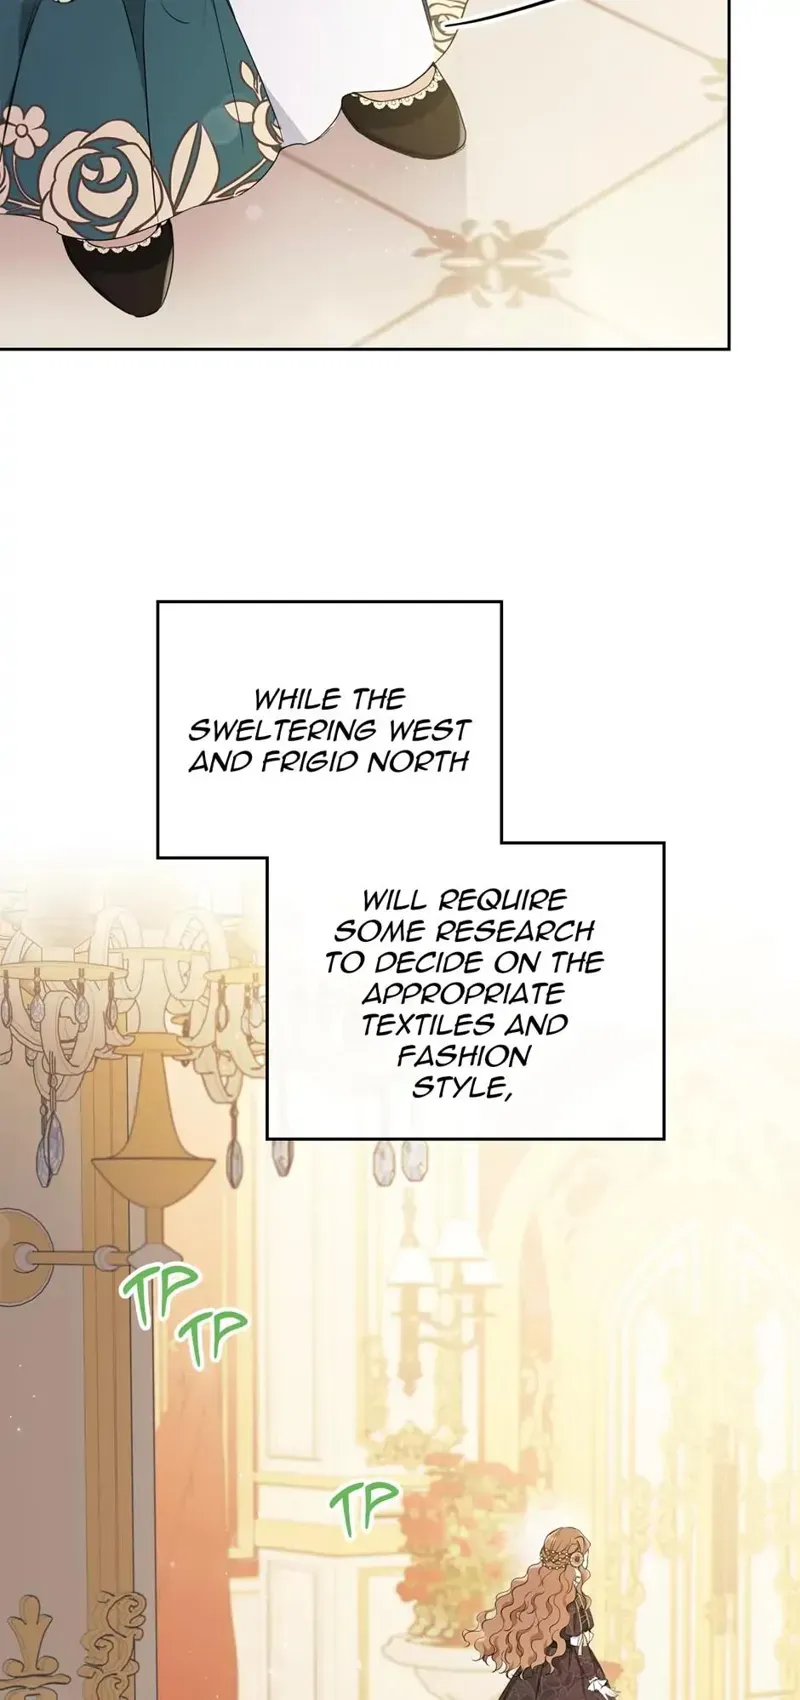 WHILE THE
SWELTERING WEST
AND FRIGID NORTH
WILL REQUIRE
SOME RESEARCH
TO DECIDE ON THE
APPROPRIATE
TEXTILES AND
FASHION
STYLE,
TP
TP
TP